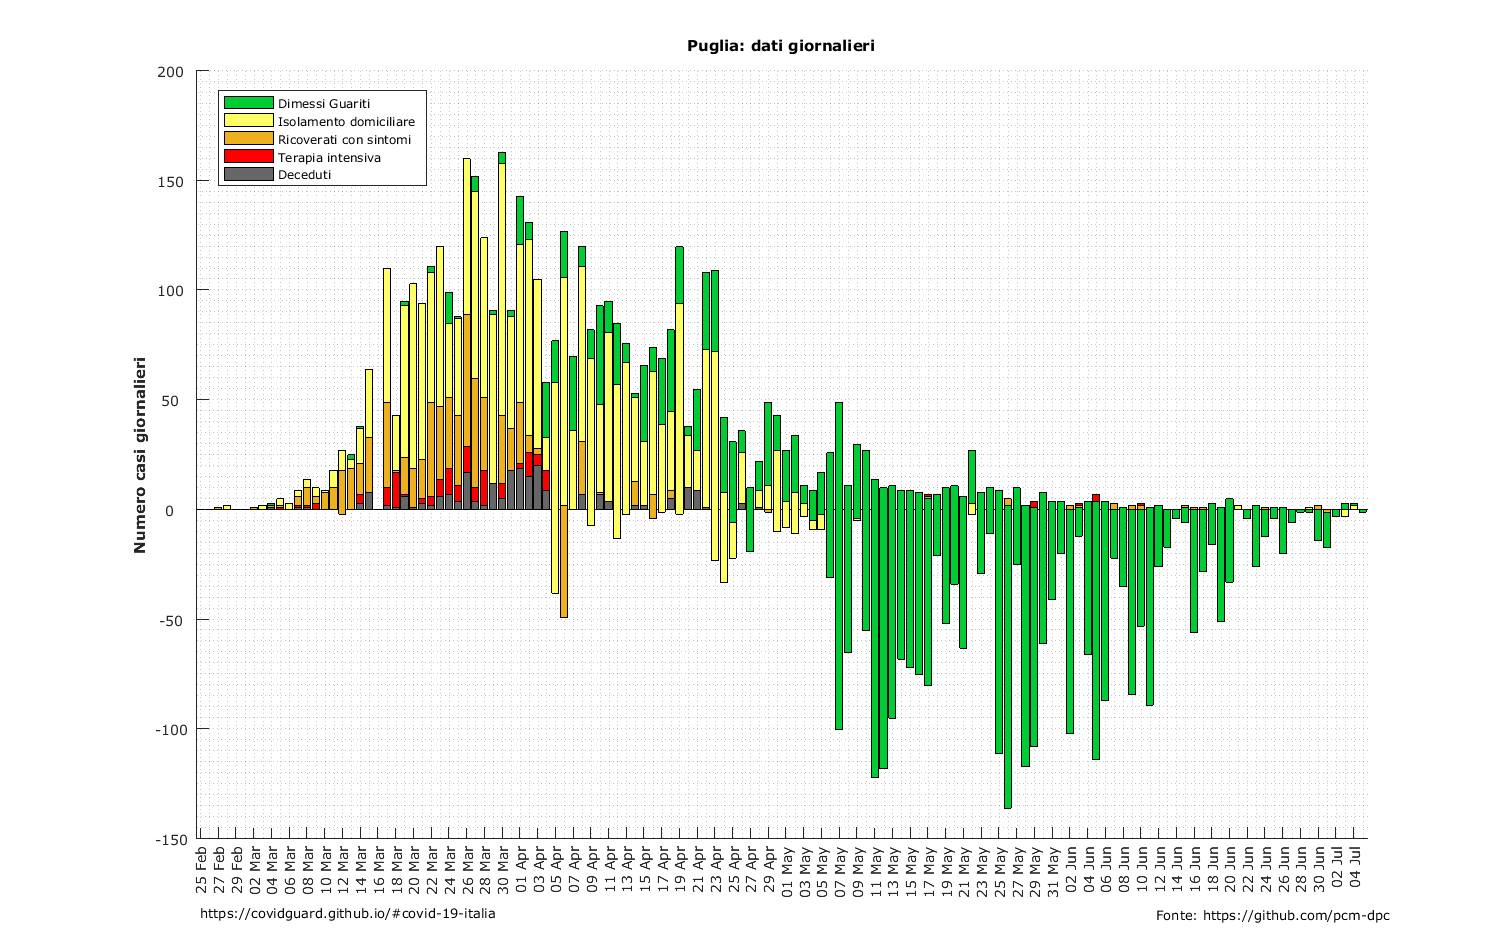 Puglia: dati giornalieri
200
150
100
50
0
-50
-100
-150
Numero casi giornalieri
Dimessi Guariti
Isolamento domiciliare
Ricoverati con sintomi
Terapia intensiva
Deceduti
25 Feb
27 Feb
29 Feb
02 Mar
04 Mar
06 Mar
08 Mar
10 Mar
12 Mar
14 Mar
16 Mar
18 Mar
20 Mar
22 Mar
24 Mar
26 Mar
28 Mar
30 Mar
01 Apr
03 Apr
05 Apr
07 Apr
09 Apr
11 Apr
13 Apr
15 Apr
17 Apr
19 Apr
21 Apr
23 Apr
25 Apr
27 Apr
29 Apr
01 May
03 May
05 May
07 May
09 May
11 May
13 May
15 May
17 May
19 May
21 May
23 May
25 May
27 May
29 May
31 May
02 Jun
04 Jun
06 Jun
08 Jun
10 Jun
12 Jun
14 Jun
16 Jun
18 Jun
20 Jun
22 Jun
24 Jun
26 Jun
28 Jun
30 Jun
02 Jul
04 Jul
https://covidguard.github.io/#covid-19-italia
Fonte: https://github.com/pcm-dpc